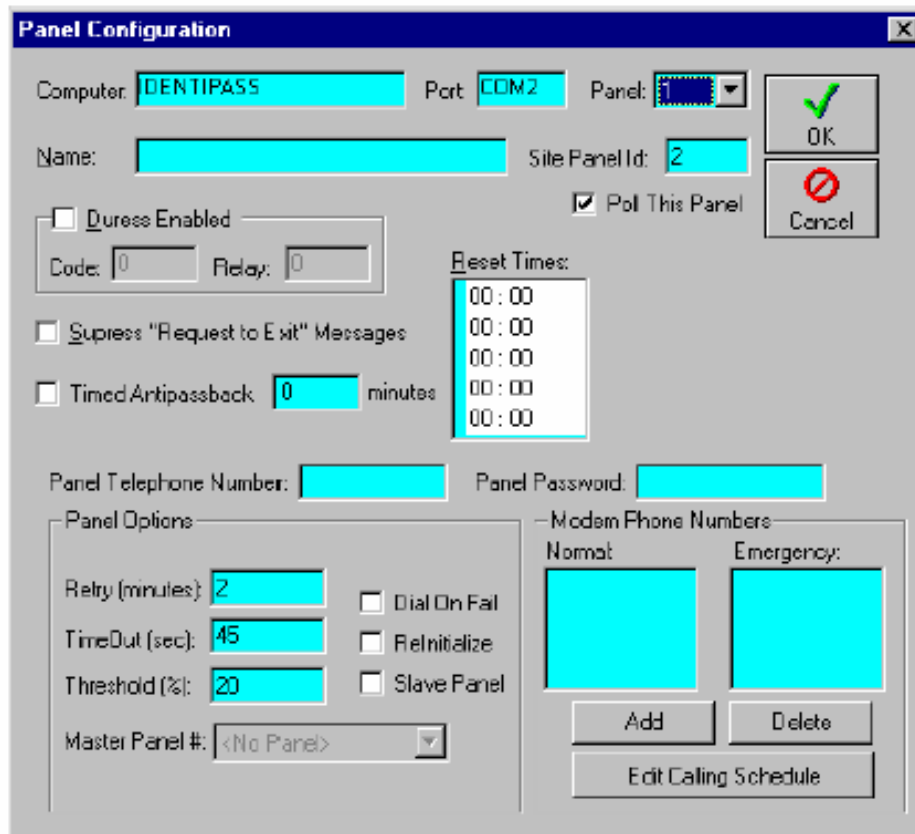 Panel Configuration
Computer: IDENTIPASS Port: COM2 Panel: 1
OK
Name: Site Panel Id: 2
Poll This Panel
Cancel
Duress Enabled
Code: 0 Relay: 0
Reset Times:
00 : 00
00 : 00
00 : 00
00 : 00
00 : 00
Supress "Request to Exit" Messages
Timed Antipassback 0 minutes
Panel Telephone Number: Panel Password:
Panel Options
Retry (minutes): 2
TimeOut (sec): 45
Threshold (%): 20
Dial On Fail
ReInitialize
Slave Panel
Master Panel #: <No Panel>
Modem Phone Numbers
Normal: Emergency:
Add Delete
Edit Calling Schedule